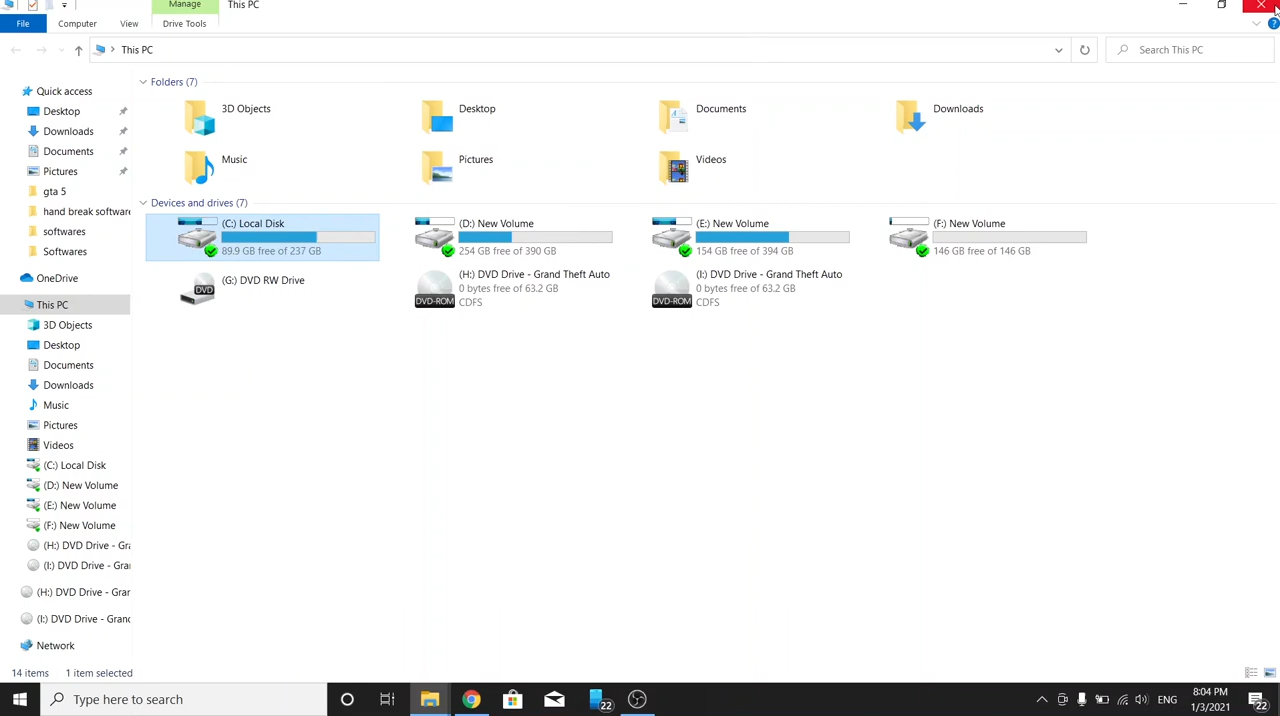 Manage
This PC
File
Computer
View
Drive Tools
This PC
Search This PC
Quick access
Desktop
Downloads
Documents
Pictures
gta 5
hand break software
softwares
Softwares
OneDrive
This PC
3D Objects
Desktop
Documents
Downloads
Music
Pictures
Videos
(C:) Local Disk
(D:) New Volume
(E:) New Volume
(F:) New Volume
(H:) DVD Drive - Gra
(I:) DVD Drive - Gran
(H:) DVD Drive - Gran
(I:) DVD Drive - Grand
Network
Folders (7)
3D Objects
Desktop
Documents
Downloads
Music
Pictures
Videos
Devices and drives (7)
(C:) Local Disk
89.9 GB free of 237 GB
(D:) New Volume
254 GB free of 390 GB
(E:) New Volume
154 GB free of 394 GB
(F:) New Volume
146 GB free of 146 GB
(G:) DVD RW Drive
DVD
(H:) DVD Drive - Grand Theft Auto
0 bytes free of 63.2 GB
CDFS
DVD-ROM
(I:) DVD Drive - Grand Theft Auto
0 bytes free of 63.2 GB
CDFS
DVD-ROM
14 items
1 item selected
Type here to search
22
ENG
8:04 PM
1/3/2021
22